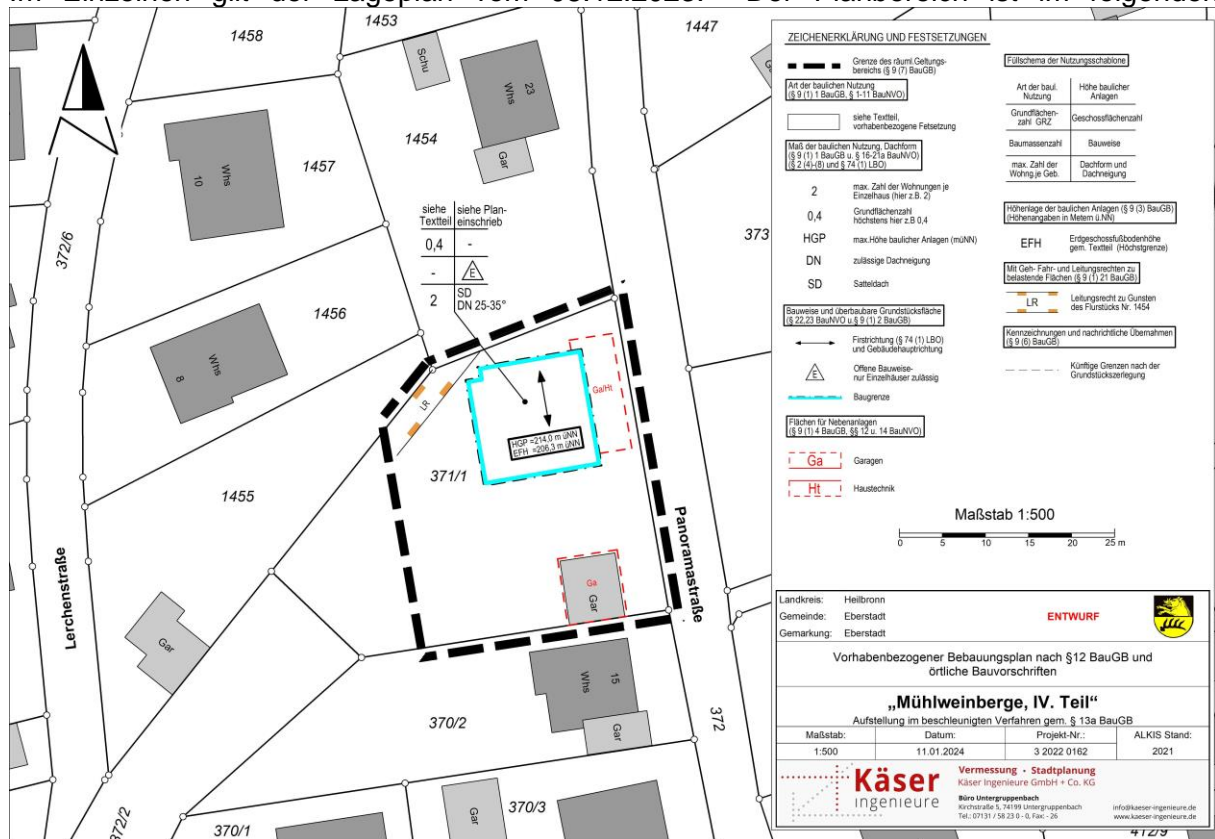 im Einzelnen gilt der Lageplan vom 08.12.2023. Der Planbereich ist im folgenden
1458
1453
1447
Schu
Whs
23
Gar
1454
1457
Whs
10
372/6
373
siehe Textteil
siehe Plan-
einschrieb
0,4
-
-
E
2
SD
DN 25-35°
1456
Whs
8
LR
Ga/Ht
HGP =214,0 m üNN
EFH =206,3 m üNN
371/1
1455
Panoramastraße
Lerchenstraße
Ga
Gar
Gar
Whs
15
Gar
370/2
372
370/3
Gar
370/1
372/2
412/9
ZEICHENERKLÄRUNG UND FESTSETZUNGEN
Grenze des räuml.Geltungs-
bereichs (§ 9 (7) BauGB)
Art der baulichen Nutzung
(§ 9 (1) 1 BauGB, § 1-11 BauNVO)
siehe Textteil,
vorhabenbezogene Fetsetzung
Maß der baulichen Nutzung, Dachform
(§ 9 (1) 1 BauGB u. § 16-21a BauNVO)
(§ 2 (4)-(8) und § 74 (1) LBO)
2
max. Zahl der Wohnungen je
Einzelhaus (hier z.B. 2)
0,4
Grundflächenzahl
höchstens hier z.B 0,4
HGP
max.Höhe baulicher Anlagen (müNN)
DN
zulässige Dachneigung
SD
Satteldach
Bauweise und überbaubare Grundstücksfläche
(§ 22,23 BauNVO u.§ 9 (1) 2 BauGB)
Firstrichtung (§ 74 (1) LBO)
und Gebäudehauptrichtung
E
Offene Bauweise-
nur Einzelhäuser zulässig
Baugrenze
Flächen für Nebenanlagen
(§ 9 (1) 4 BauGB, §§ 12 u. 14 BauNVO)
Ga
Garagen
Ht
Haustechnik
Füllschema der Nutzungsschablone
Art der baul.
Nutzung
Höhe baulicher
Anlagen
Grundflächen-
zahl GRZ
Geschossflächenzahl
Baumassenzahl
Bauweise
max. Zahl der
Wohng.je Geb.
Dachform und
Dachneigung
Höhenlage der baulichen Anlagen (§ 9 (3) BauGB)
(Höhenangaben in Metern ü.NN)
EFH
Erdgeschossfußbodenhöhe
gem. Textteil (Höchstgrenze)
Mit Geh- Fahr- und Leitungsrechten zu
belastende Flächen (§ 9 (1) 21 BauGB)
LR
Leitungsrecht zu Gunsten
des Flurstücks Nr. 1454
Kennzeichnungen und nachrichtliche Übernahmen
(§ 9 (6) BauGB)
Künftige Grenzen nach der
Grundstückszerlegung
Maßstab 1:500
0 5 10 15 20 25 m
Landkreis: Heilbronn
Gemeinde: Eberstadt
Gemarkung: Eberstadt
ENTWURF
Vorhabenbezogener Bebauungsplan nach §12 BauGB und
örtliche Bauvorschriften
„Mühlweinberge, IV. Teil“
Aufstellung im beschleunigten Verfahren gem. § 13a BauGB
Maßstab: Datum: Projekt-Nr.: ALKIS Stand:
1:500 11.01.2024 3 2022 0162 2021
Käser
ingenieure
Vermessung • Stadtplanung
Käser Ingenieure GmbH + Co. KG
Büro Untergruppenbach
Kirchstraße 5, 74199 Untergruppenbach
Tel.: 07131 / 58 23 0 - 0, Fax: - 26
info@kaeser-ingenieure.de
www.kaeser-ingenieure.de